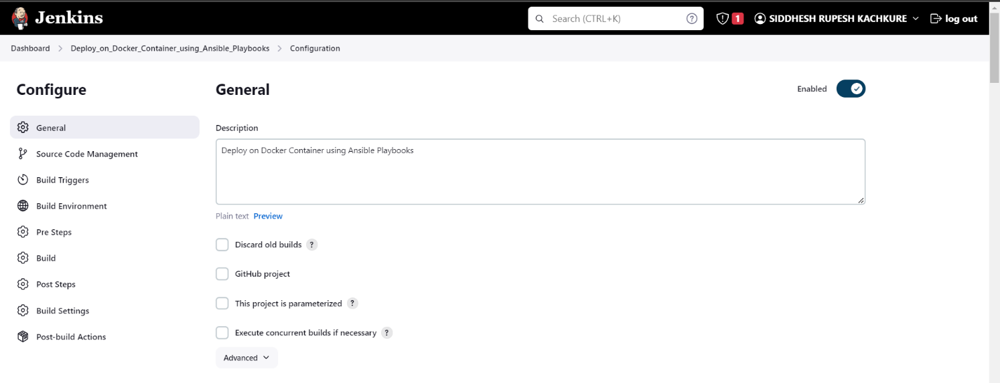 Jenkins
Search (CTRL+K)
?
1
SIDDHESH RUPESH KACHKURE
log out
Dashboard > Deploy_on_Docker_Container_using_Ansible_Playbooks > Configuration
Configure
General
Source Code Management
Build Triggers
Build Environment
Pre Steps
Build
Post Steps
Build Settings
Post-build Actions
General
Enabled
Description
Deploy on Docker Container using Ansible Playbooks
Plain text Preview
Discard old builds ?
GitHub project
This project is parameterized ?
Execute concurrent builds if necessary ?
Advanced